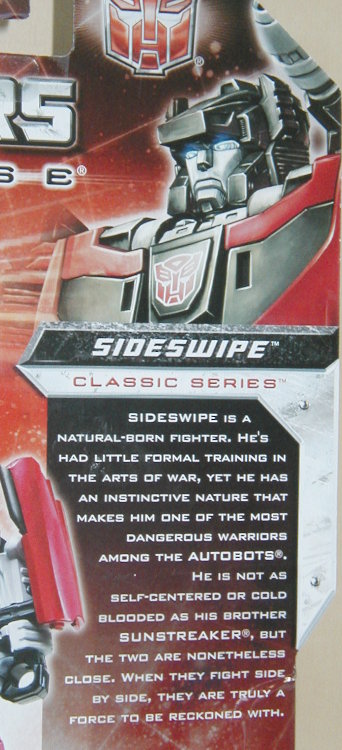 RS
SE®
®
SIDESWIPE™
CLASSIC SERIES™
SIDESWIPE IS A
NATURAL-BORN FIGHTER. HE'S
HAD LITTLE FORMAL TRAINING IN
THE ARTS OF WAR, YET HE HAS
AN INSTINCTIVE NATURE THAT
MAKES HIM ONE OF THE MOST
DANGEROUS WARRIORS
AMONG THE AUTOBOTS®.
HE IS NOT AS
SELF-CENTERED OR COLD
BLOODED AS HIS BROTHER
SUNSTREAKER®, BUT
THE TWO ARE NONETHELESS
CLOSE. WHEN THEY FIGHT SIDE
BY SIDE, THEY ARE TRULY A
FORCE TO BE RECKONED WITH.